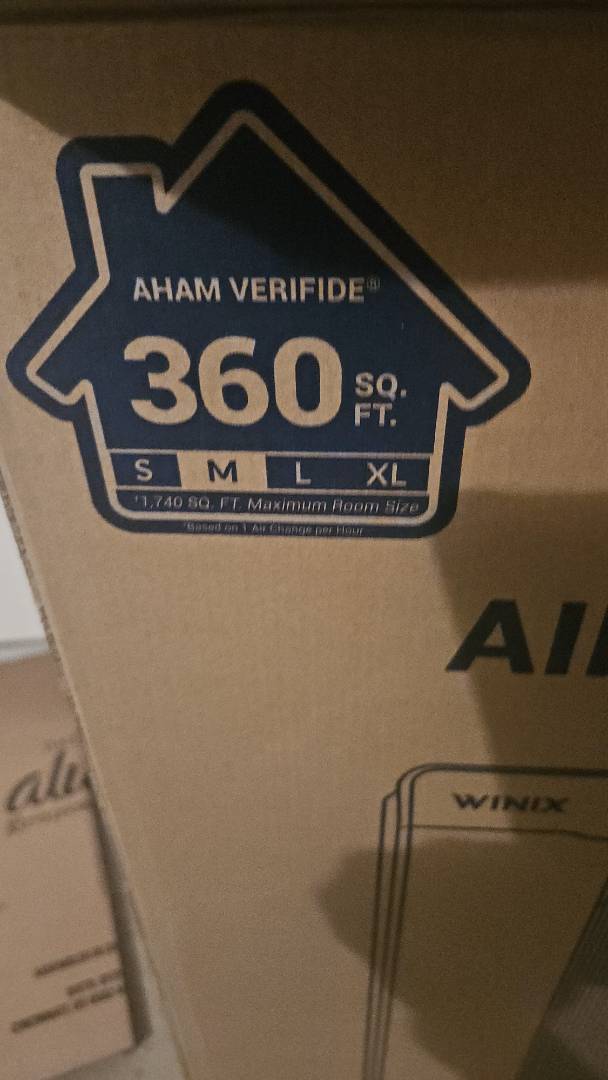 AHAM VERIFIDE®
360 SQ. FT.
S M L XL
*1,740 SQ. FT. Maximum Room Size
*Based on 1 Air Change per Hour
WINIX